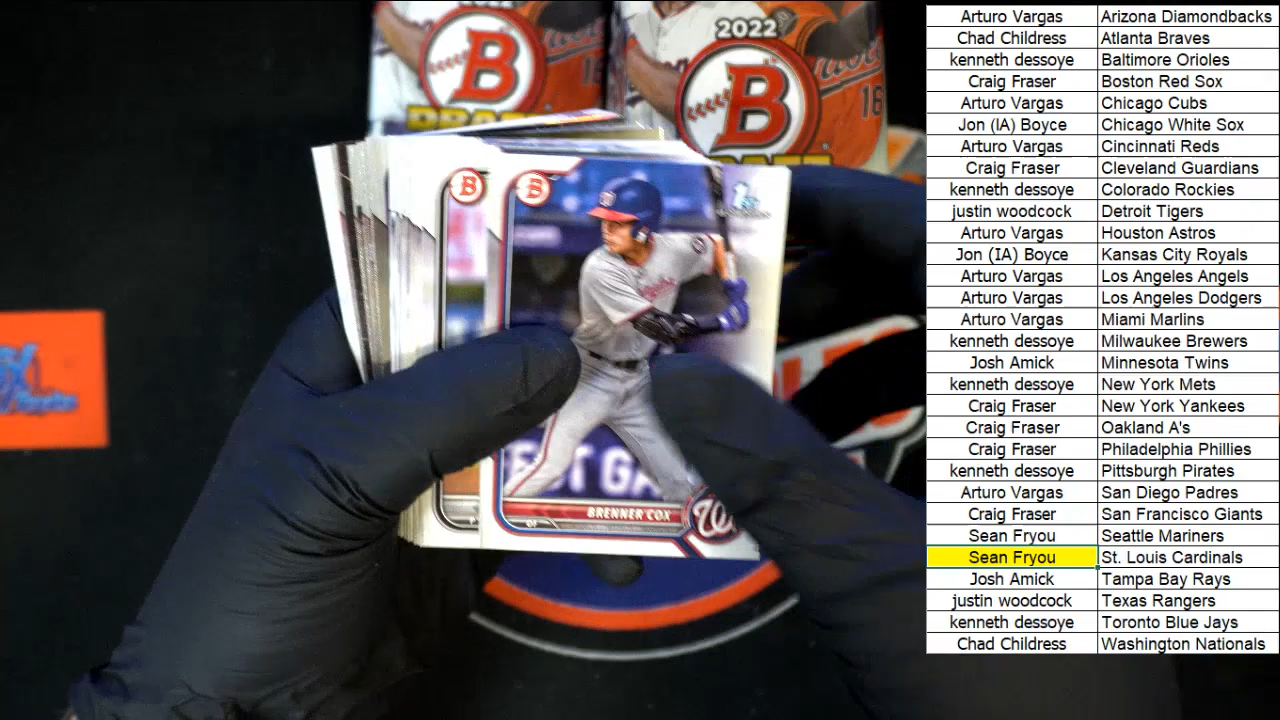 2022
B
B
16
B
B
1st
EST GA
BRENNER COX
OF
W
Arturo Vargas Arizona Diamondbacks
Chad Childress Atlanta Braves
kenneth dessoye Baltimore Orioles
Craig Fraser Boston Red Sox
Arturo Vargas Chicago Cubs
Jon (IA) Boyce Chicago White Sox
Arturo Vargas Cincinnati Reds
Craig Fraser Cleveland Guardians
kenneth dessoye Colorado Rockies
justin woodcock Detroit Tigers
Arturo Vargas Houston Astros
Jon (IA) Boyce Kansas City Royals
Arturo Vargas Los Angeles Angels
Arturo Vargas Los Angeles Dodgers
Arturo Vargas Miami Marlins
kenneth dessoye Milwaukee Brewers
Josh Amick Minnesota Twins
kenneth dessoye New York Mets
Craig Fraser New York Yankees
Craig Fraser Oakland A's
Craig Fraser Philadelphia Phillies
kenneth dessoye Pittsburgh Pirates
Arturo Vargas San Diego Padres
Craig Fraser San Francisco Giants
Sean Fryou Seattle Mariners
Sean Fryou St. Louis Cardinals
Josh Amick Tampa Bay Rays
justin woodcock Texas Rangers
kenneth dessoye Toronto Blue Jays
Chad Childress Washington Nationals